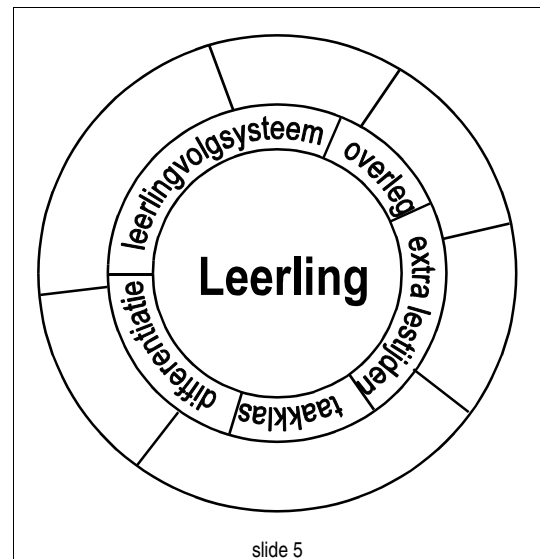 leerlingvolgsysteem
overleg
extra lestijden
taakklas
differentiatie
Leerling
slide 5